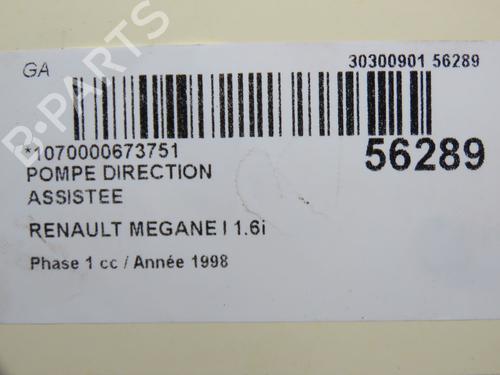 GA
30300901 56289
*1070000673751
56289
POMPE DIRECTION
ASSISTEE
RENAULT MEGANE I 1.6i
Phase 1 cc / Année 1998
B-PARTS